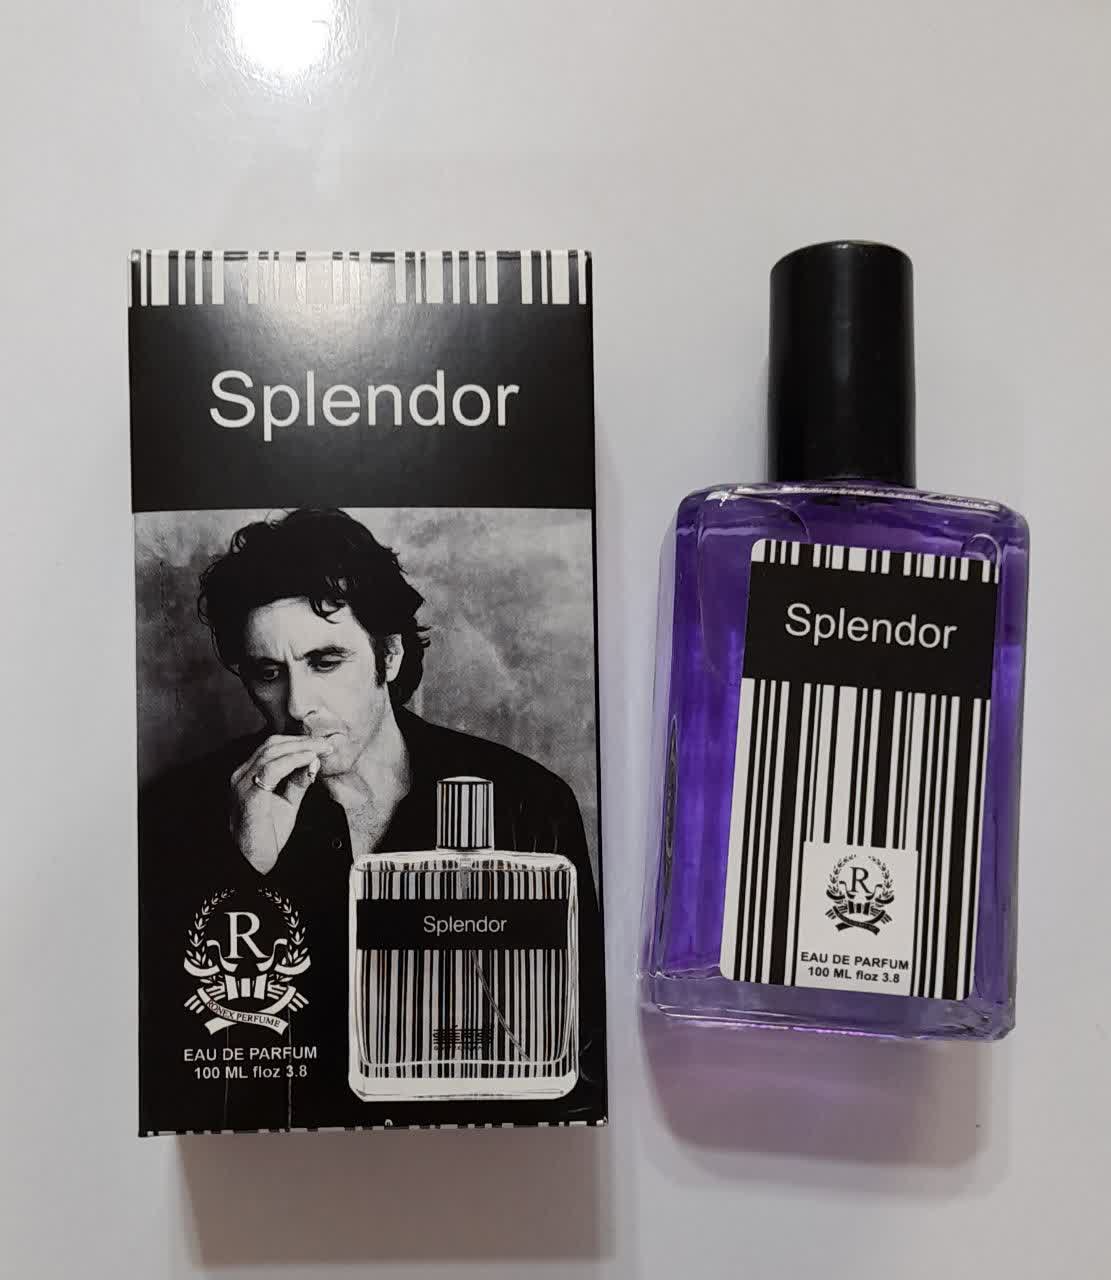 Splendor
Splendor
R
RONEX PERFUME
EAU DE PARFUM
100 ML floz 3.8
Splendor
R
EAU DE PARFUM
100 ML floz 3.8